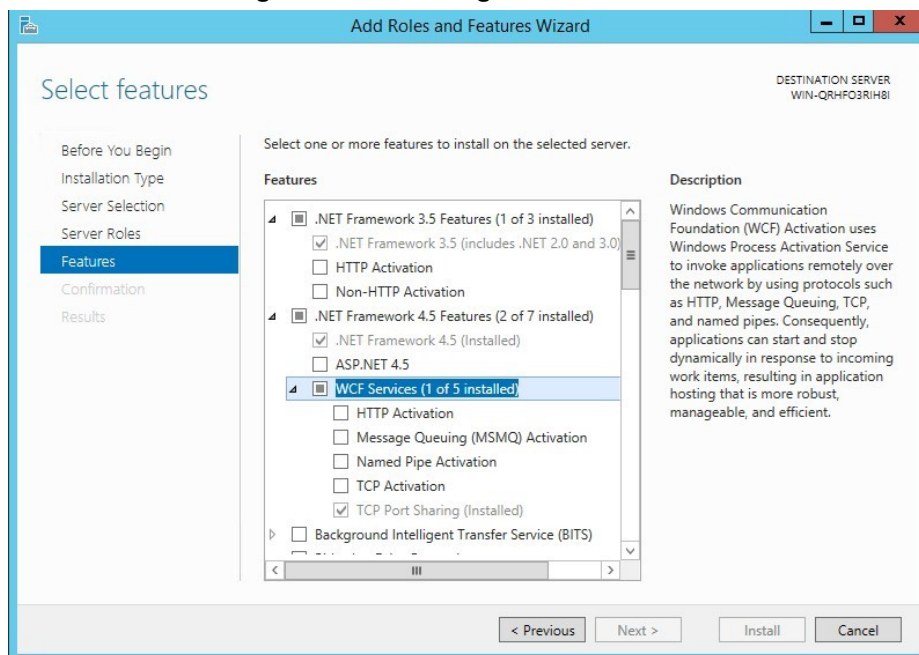 Add Roles and Features Wizard
Select features
DESTINATION SERVER
WIN-QRHFO3RIH8I
Before You Begin
Installation Type
Server Selection
Server Roles
Features
Confirmation
Results
Select one or more features to install on the selected server.
Features
.NET Framework 3.5 Features (1 of 3 installed)
.NET Framework 3.5 (includes .NET 2.0 and 3.0)
HTTP Activation
Non-HTTP Activation
.NET Framework 4.5 Features (2 of 7 installed)
.NET Framework 4.5 (Installed)
ASP.NET 4.5
WCF Services (1 of 5 installed)
HTTP Activation
Message Queuing (MSMQ) Activation
Named Pipe Activation
TCP Activation
TCP Port Sharing (Installed)
Background Intelligent Transfer Service (BITS)
Description
Windows Communication
Foundation (WCF) Activation uses
Windows Process Activation Service
to invoke applications remotely over
the network by using protocols such
as HTTP, Message Queuing, TCP,
and named pipes. Consequently,
applications can start and stop
dynamically in response to incoming
work items, resulting in application
hosting that is more robust,
manageable, and efficient.
< Previous
Next >
Install
Cancel